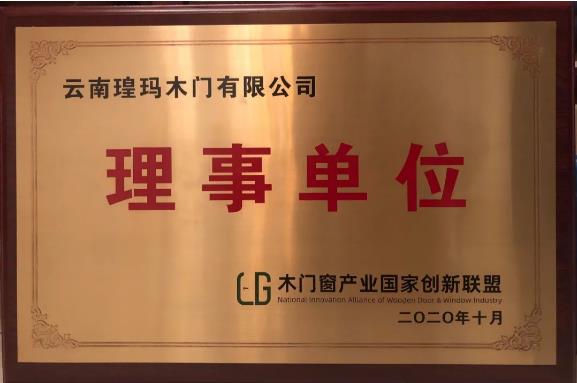 云南瑝玛木门有限公司
理事单位
木门窗产业国家创新联盟
National Innovation Alliance of Wooden Door & Window Industry
二〇二〇年十月